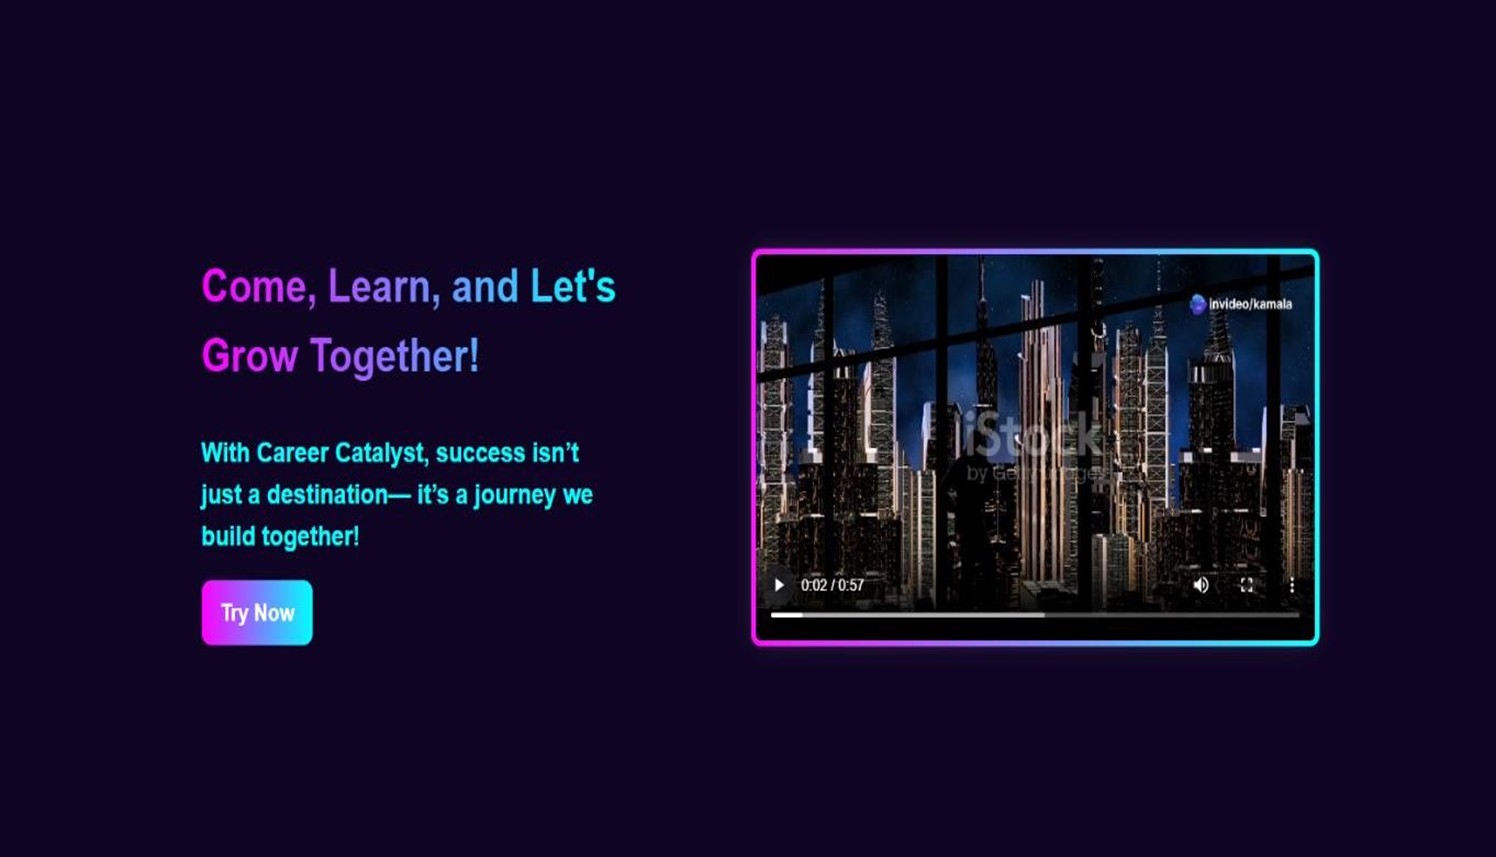 Come, Learn, and Let's
Grow Together!
With Career Catalyst, success isn’t
just a destination— it’s a journey we
build together!
Try Now
invideo/kamala
iStock
by Getty Images
0:02 / 0:57